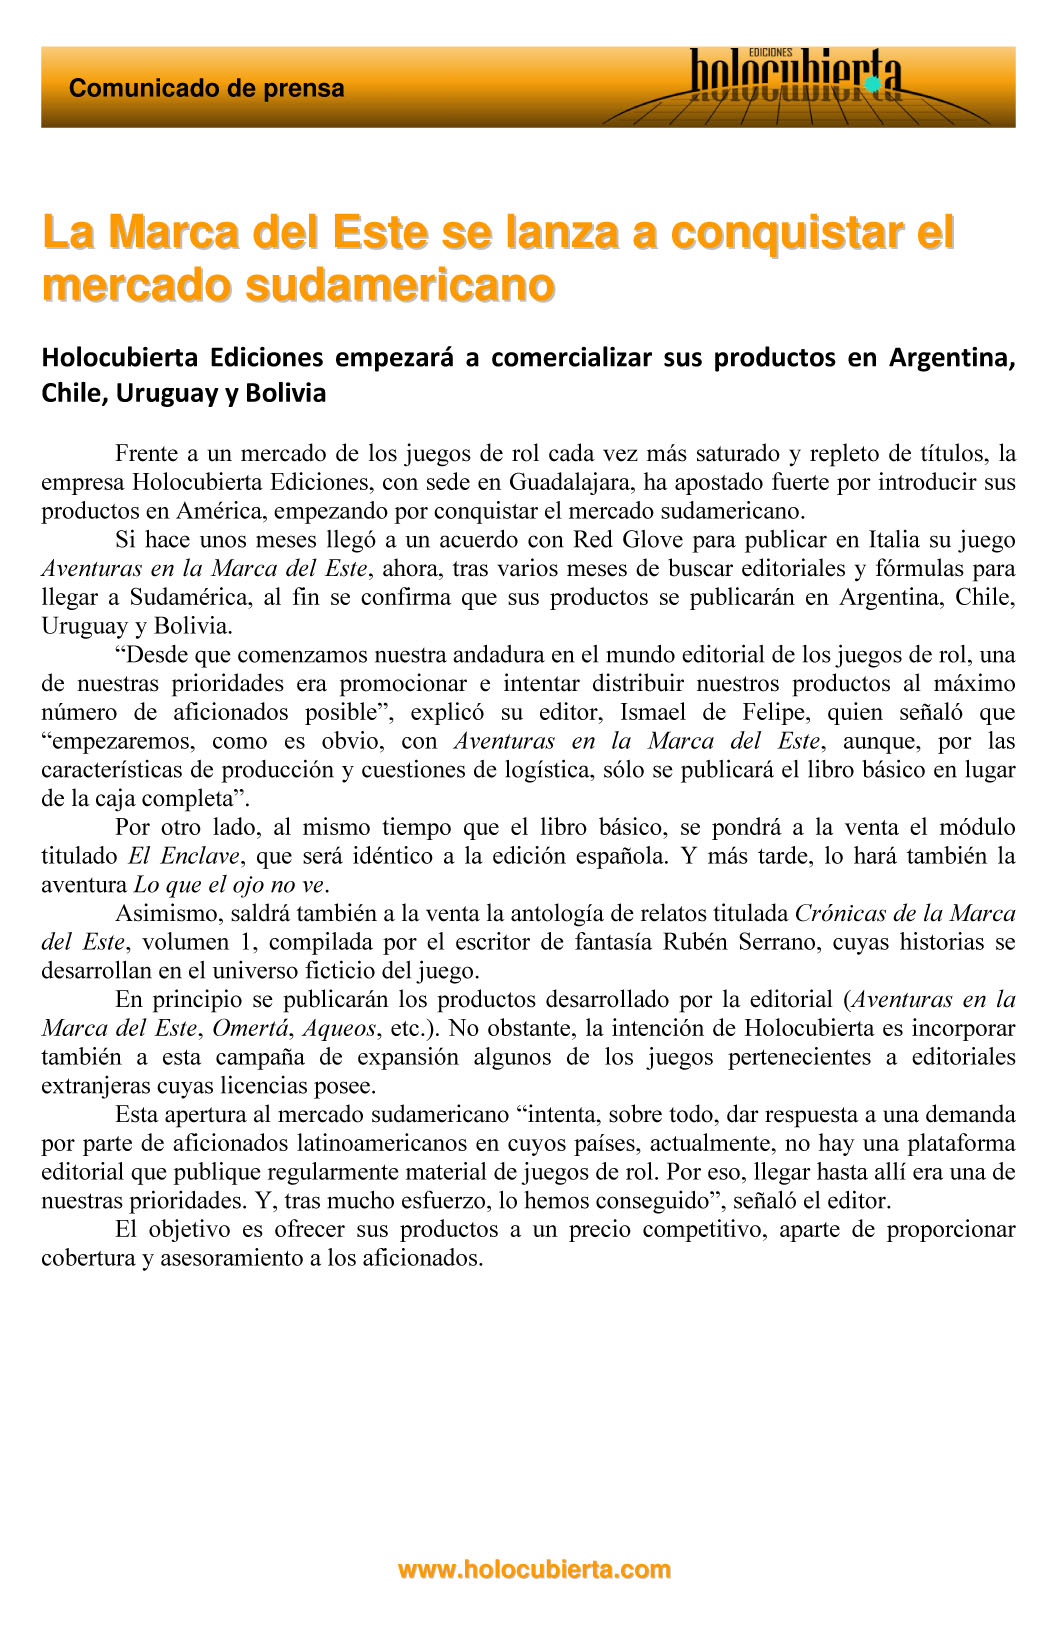 Comunicado de prensa
EDICIONES
holocubierta
La Marca del Este se lanza a conquistar el
mercado sudamericano
Holocubierta Ediciones empezará a comercializar sus productos en Argentina,
Chile, Uruguay y Bolivia
Frente a un mercado de los juegos de rol cada vez más saturado y repleto de títulos, la
empresa Holocubierta Ediciones, con sede en Guadalajara, ha apostado fuerte por introducir sus
productos en América, empezando por conquistar el mercado sudamericano.
Si hace unos meses llegó a un acuerdo con Red Glove para publicar en Italia su juego
Aventuras en la Marca del Este, ahora, tras varios meses de buscar editoriales y fórmulas para
llegar a Sudamérica, al fin se confirma que sus productos se publicarán en Argentina, Chile,
Uruguay y Bolivia.
“Desde que comenzamos nuestra andadura en el mundo editorial de los juegos de rol, una
de nuestras prioridades era promocionar e intentar distribuir nuestros productos al máximo
número de aficionados posible”, explicó su editor, Ismael de Felipe, quien señaló que
“empezaremos, como es obvio, con Aventuras en la Marca del Este, aunque, por las
características de producción y cuestiones de logística, sólo se publicará el libro básico en lugar
de la caja completa”.
Por otro lado, al mismo tiempo que el libro básico, se pondrá a la venta el módulo
titulado El Enclave, que será idéntico a la edición española. Y más tarde, lo hará también la
aventura Lo que el ojo no ve.
Asimismo, saldrá también a la venta la antología de relatos titulada Crónicas de la Marca
del Este, volumen 1, compilada por el escritor de fantasía Rubén Serrano, cuyas historias se
desarrollan en el universo ficticio del juego.
En principio se publicarán los productos desarrollado por la editorial (Aventuras en la
Marca del Este, Omertá, Aqueos, etc.). No obstante, la intención de Holocubierta es incorporar
también a esta campaña de expansión algunos de los juegos pertenecientes a editoriales
extranjeras cuyas licencias posee.
Esta apertura al mercado sudamericano “intenta, sobre todo, dar respuesta a una demanda
por parte de aficionados latinoamericanos en cuyos países, actualmente, no hay una plataforma
editorial que publique regularmente material de juegos de rol. Por eso, llegar hasta allí era una de
nuestras prioridades. Y, tras mucho esfuerzo, lo hemos conseguido”, señaló el editor.
El objetivo es ofrecer sus productos a un precio competitivo, aparte de proporcionar
cobertura y asesoramiento a los aficionados.
www.holocubierta.com